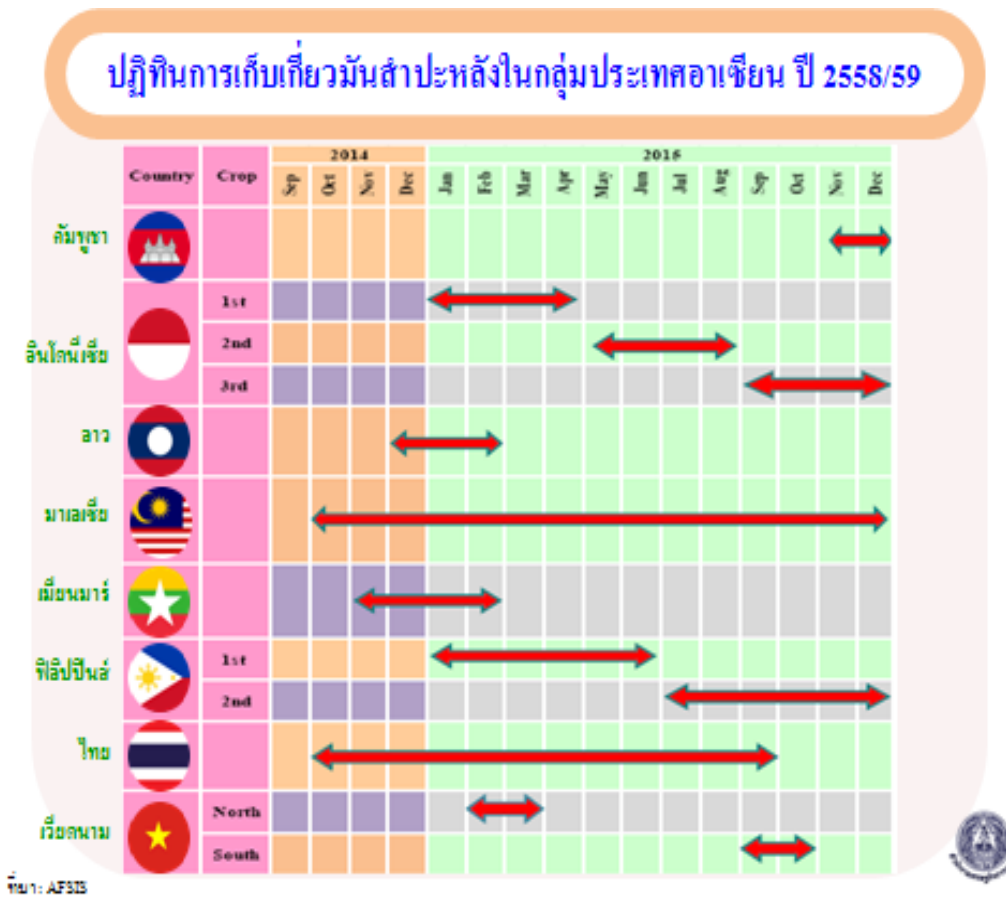 ปฏิทินการเก็บเกี่ยวมันสำปะหลังในกลุ่มประเทศอาเซียน ปี 2558/59
Country Crop 2014 2015
Sep Oct Nov Dec Jan Feb Mar Apr May Jun Jul Aug Sep Oct Nov Dec
กัมพูชา
1st
อินโดนีเซีย 2nd
3rd
ลาว
มาเลเซีย
เมียนมาร์
ฟิลิปปินส์ 1st
2nd
ไทย
เวียดนาม North
South
ที่มา: AFSIS